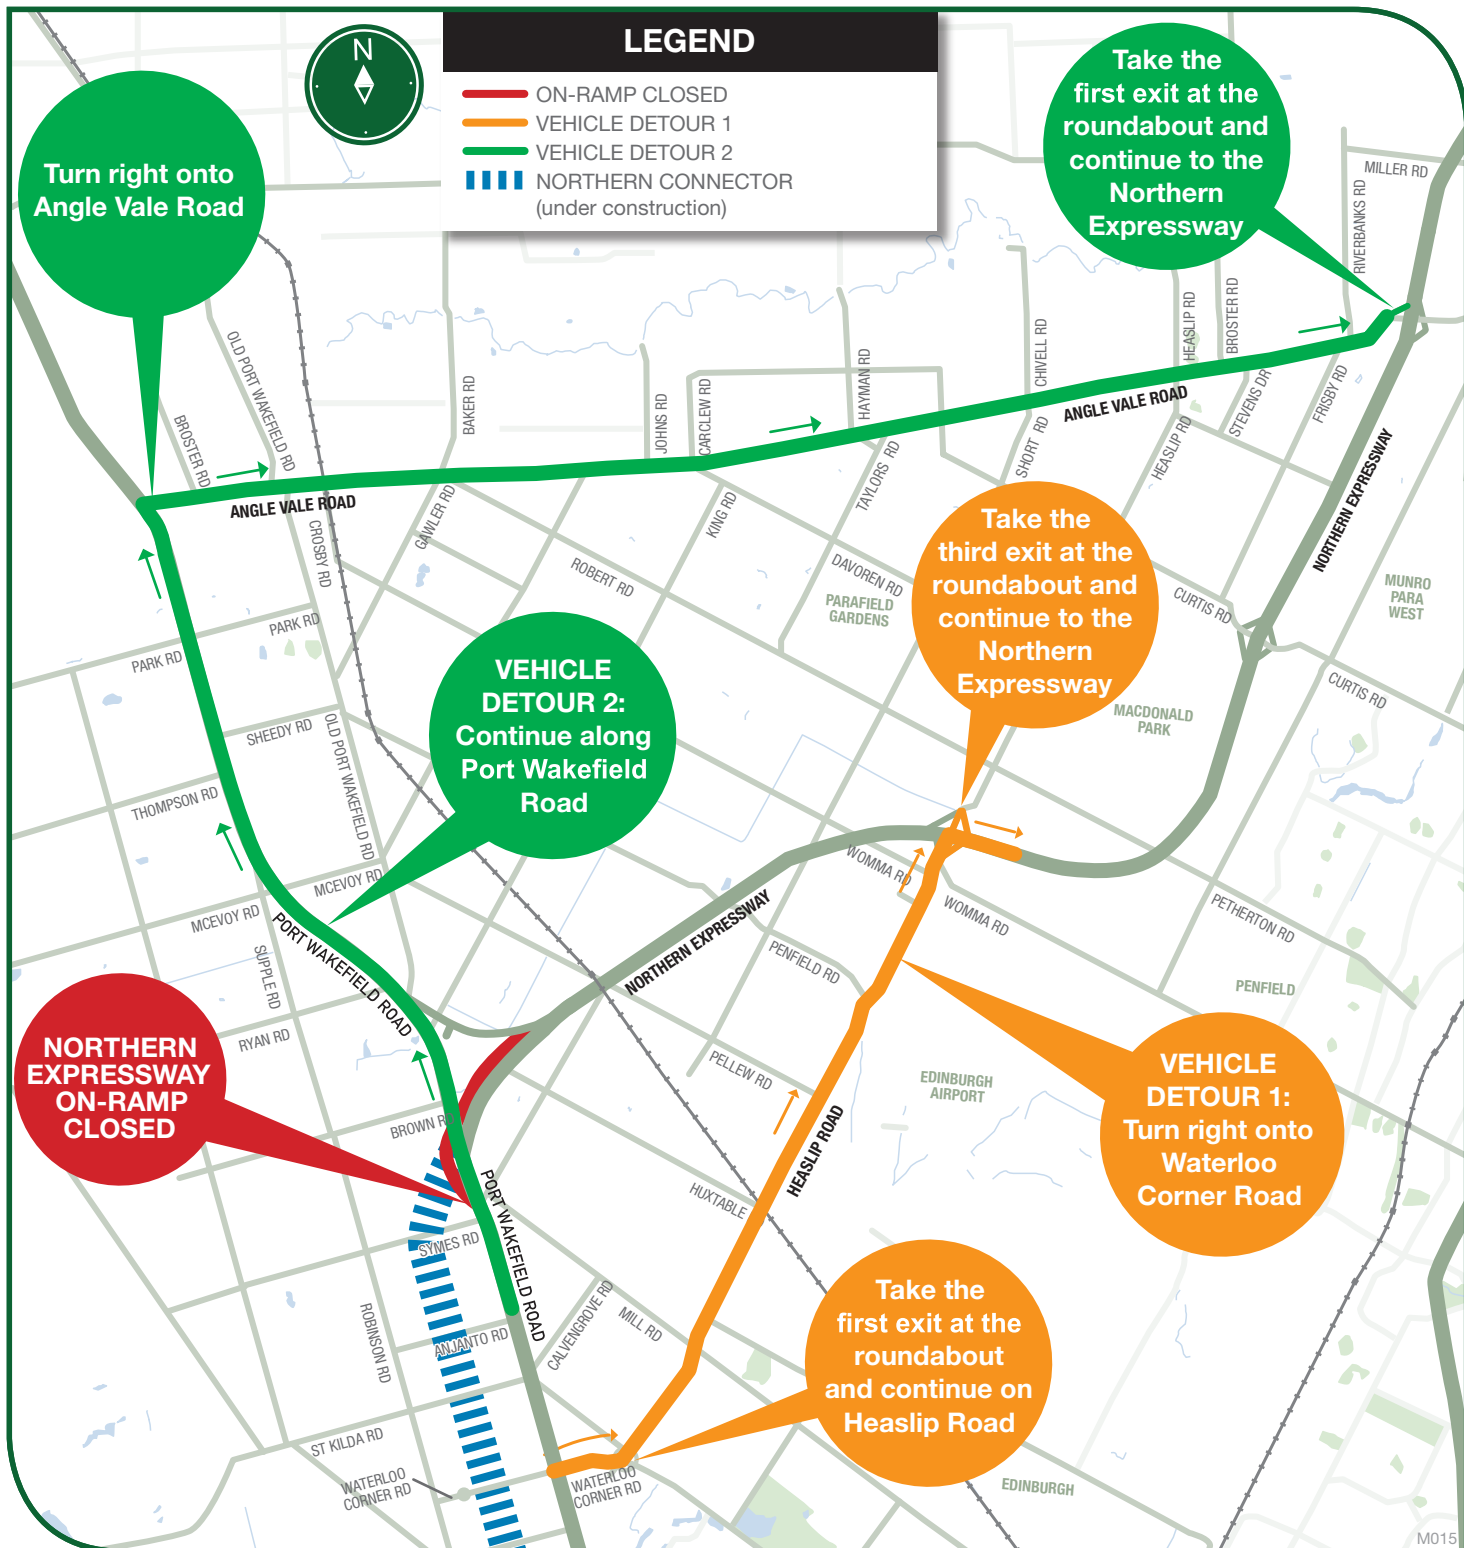 N
LEGEND
ON-RAMP CLOSED
VEHICLE DETOUR 1
VEHICLE DETOUR 2
NORTHERN CONNECTOR
(under construction)
Turn right onto
Angle Vale Road
Take the
first exit at the
roundabout and
continue to the
Northern
Expressway
MILLER RD
RIVERBANKS RD
HEASLIP RD
BROSTER RD
CHIVELL RD
OLD PORT WAKEFIELD RD
BAKER RD
JOHNS RD
CARCLEW RD
HAYMAN RD
ANGLE VALE ROAD
STEVENS DR
FRISBY RD
BROSTER RD
SHORT RD
HEASLIP RD
TAYLORS RD
NORTHERN EXPRESSWAY
ANGLE VALE ROAD
GAWLER RD
KING RD
CROSBY RD
ROBERT RD
DAVOREN RD
PARAFIELD
GARDENS
Take the
third exit at the
roundabout and
continue to the
Northern
Expressway
CURTIS RD
MUNRO
PARA
WEST
PARK RD
PARK RD
CURTIS RD
MACDONALD
PARK
SHEEDY RD
OLD PORT WAKEFIELD RD
VEHICLE
DETOUR 2:
Continue along
Port Wakefield
Road
THOMPSON RD
MCEVOY RD
MCEVOY RD
WOMMA RD
WOMMA RD
PETHERTON RD
PORT WAKEFIELD ROAD
NORTHERN EXPRESSWAY
PENFIELD RD
PENFIELD
SUPPLE RD
RYAN RD
NORTHERN
EXPRESSWAY
ON-RAMP
CLOSED
PELLEW RD
EDINBURGH
AIRPORT
VEHICLE
DETOUR 1:
Turn right onto
Waterloo
Corner Road
BROWN R
HEASLIP ROAD
HUXTABLE
PORT WAKEFIELD ROAD
SYMES RD
CALVENGROVE RD
MILL RD
ROBINSON RD
ANJANTO RD
Take the
first exit at the
roundabout
and continue on
Heaslip Road
ST KILDA RD
WATERLOO
CORNER RD
WATERLOO
CORNER RD
EDINBURGH
M015